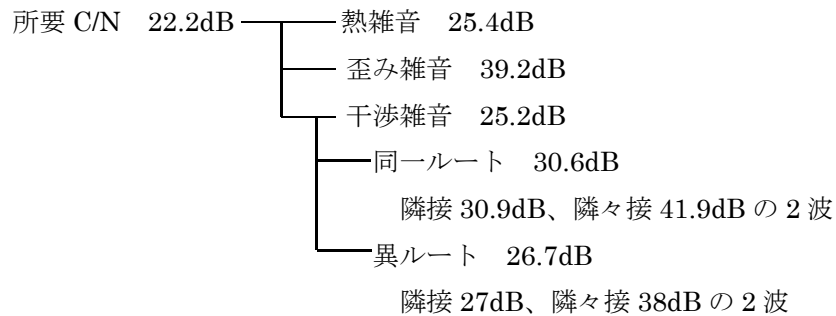 所要 C/N 22.2dB 熱雑音 25.4dB
歪み雑音 39.2dB
干渉雑音 25.2dB
同一ルート 30.6dB
隣接 30.9dB、隣々接 41.9dB の 2 波
異ルート 26.7dB
隣接 27dB、隣々接 38dB の 2 波